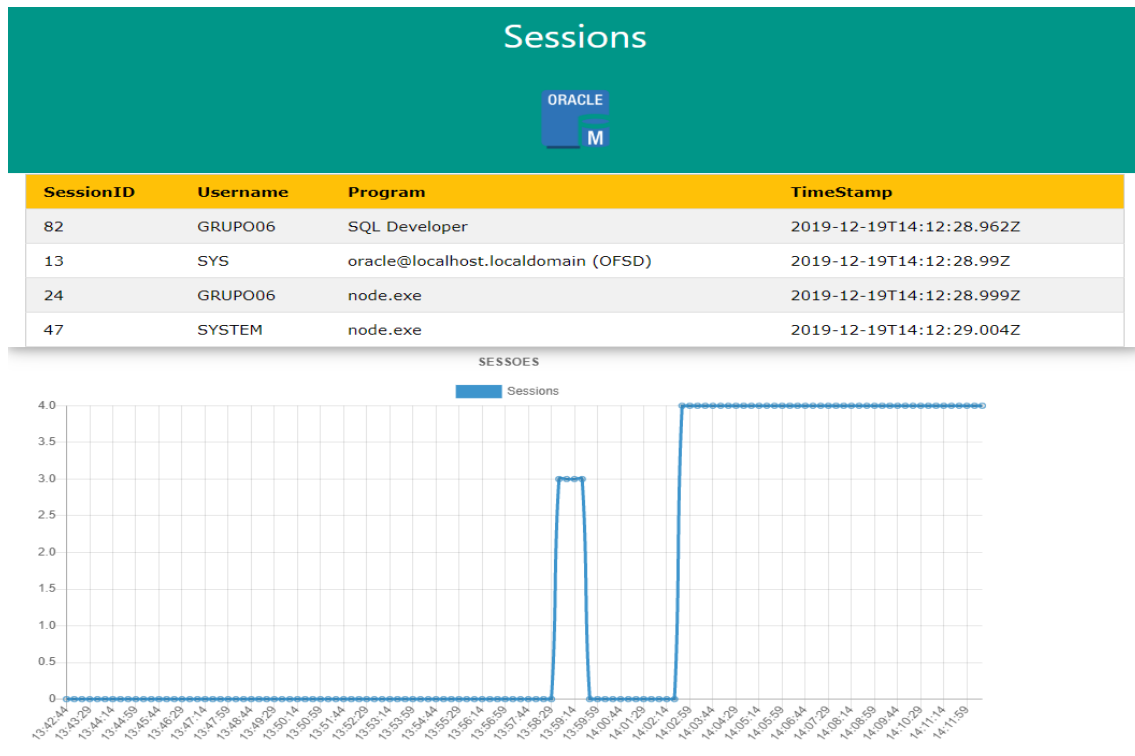 Sessions
ORACLE
M
SessionID Username Program TimeStamp
82 GRUPO06 SQL Developer 2019-12-19T14:12:28.962Z
13 SYS oracle@localhost.localdomain (OFSD) 2019-12-19T14:12:28.99Z
24 GRUPO06 node.exe 2019-12-19T14:12:28.999Z
47 SYSTEM node.exe 2019-12-19T14:12:29.004Z
SESSOES
Sessions
4.0
3.5
3.0
2.5
2.0
1.5
1.0
0.5
0
13:42:44 13:43:29 13:44:14 13:44:59 13:45:44 13:46:29 13:47:14 13:47:59 13:48:44 13:49:29 13:50:14 13:50:59 13:51:44 13:52:29 13:53:14 13:53:59 13:54:44 13:55:29 13:56:14 13:56:59 13:57:44 13:58:29 13:59:14 13:59:59 14:00:44 14:01:29 14:02:14 14:02:59 14:03:44 14:04:29 14:05:14 14:05:59 14:06:44 14:07:29 14:08:14 14:08:59 14:09:44 14:10:29 14:11:14 14:11:59